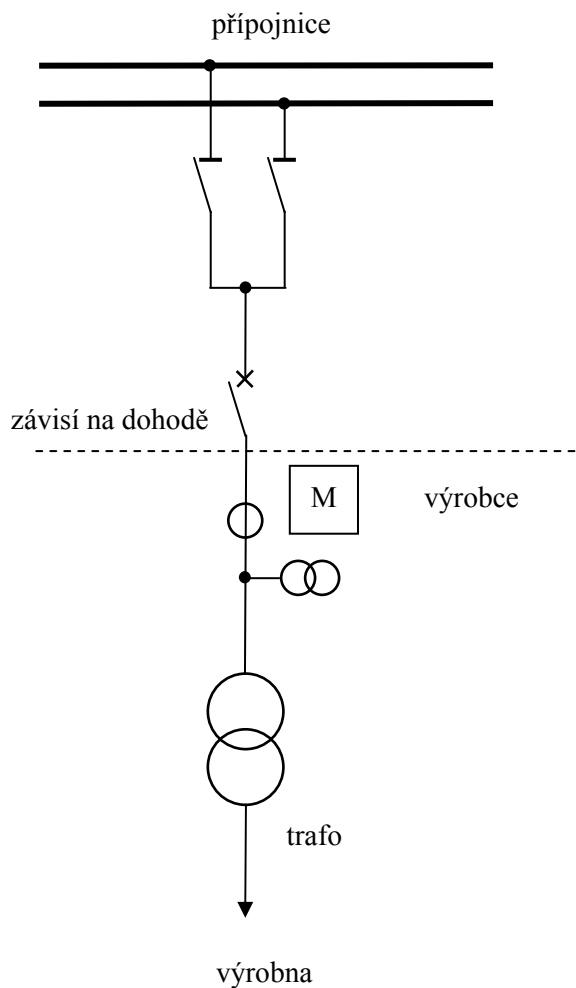 přípojnice
závisí na dohodě
M
výrobce
trafo
výrobna